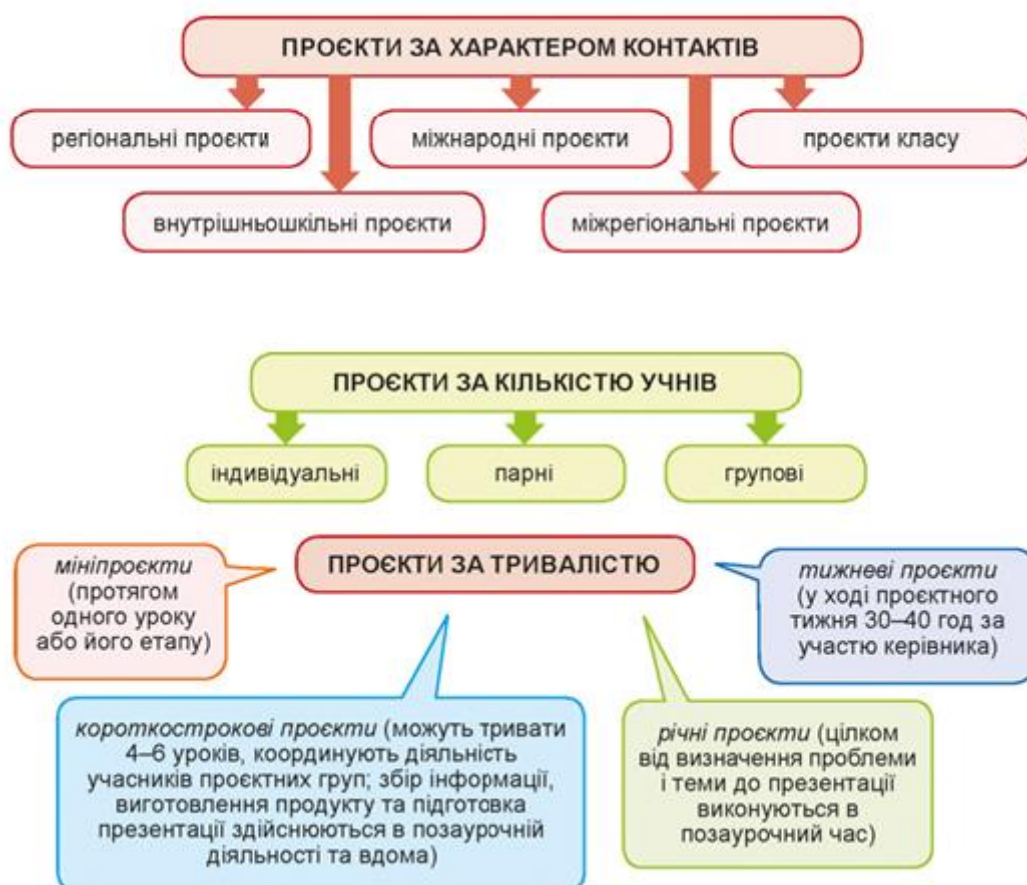 ПРОЄКТИ ЗА ХАРАКТЕРОМ КОНТАКТІВ
регіональні проєкти
міжнародні проєкти
проєкти класу
внутрішньошкільні проєкти
міжрегіональні проєкти
ПРОЄКТИ ЗА КІЛЬКІСТЮ УЧНІВ
індивідуальні
парні
групові
ПРОЄКТИ ЗА ТРИВАЛІСТЮ
мініпроєкти
(протягом
одного уроку
або його етапу)
тижневі проєкти
(у ході проєктного
тижня 30–40 год за
участю керівника)
короткострокові проєкти (можуть тривати
4–6 уроків, координують діяльність
учасників проєктних груп; збір інформації,
виготовлення продукту та підготовка
презентації здійснюються в позаурочній
діяльності та вдома)
річні проєкти (цілком
від визначення проблеми
і теми до презентації
виконуються в
позаурочний час)